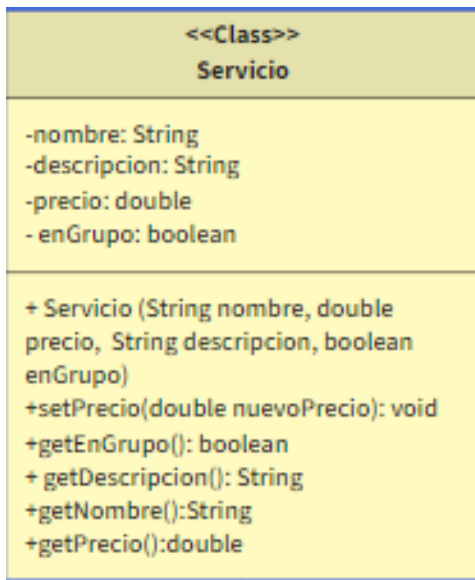 <<Class>>
Servicio
-nombre: String
-descripcion: String
-precio: double
- enGrupo: boolean
+ Servicio (String nombre, double
precio,  String descripcion, boolean
enGrupo)
+setPrecio(double nuevoPrecio): void
+getEnGrupo(): boolean
+ getDescripcion(): String
+getNombre():String
+getPrecio():double